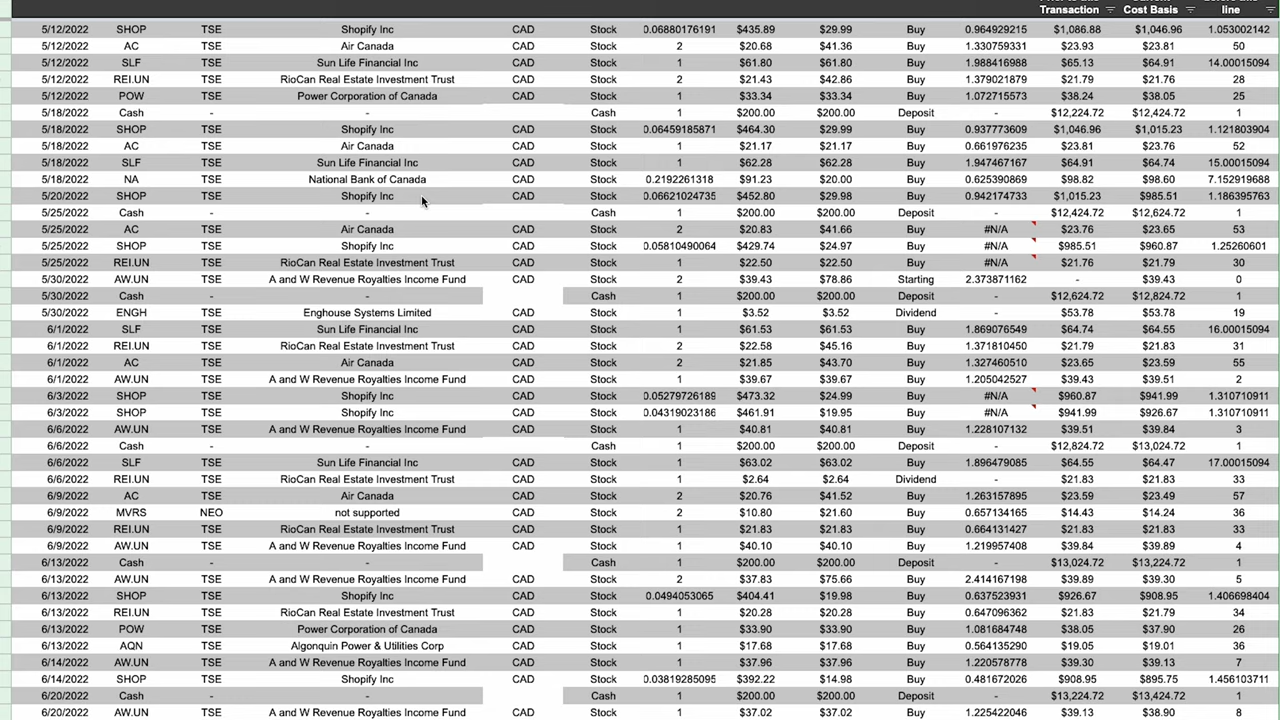 Transaction Cost Basis line
5/12/2022 SHOP TSE Shopify Inc CAD Stock 0.06880176191 $435.89 $29.99 Buy 0.964929215 $1,086.88 $1,046.96 1.053002142
5/12/2022 AC TSE Air Canada CAD Stock 2 $20.68 $41.36 Buy 1.330759331 $23.93 $23.81 50
5/12/2022 SLF TSE Sun Life Financial Inc CAD Stock 1 $61.80 $61.80 Buy 1.988416988 $65.13 $64.91 14.00015094
5/12/2022 REI.UN TSE RioCan Real Estate Investment Trust CAD Stock 2 $21.43 $42.86 Buy 1.379021879 $21.79 $21.76 28
5/12/2022 POW TSE Power Corporation of Canada CAD Stock 1 $33.34 $33.34 Buy 1.072715573 $38.24 $38.05 25
5/18/2022 Cash - - Cash 1 $200.00 $200.00 Deposit - $12,224.72 $12,424.72 1
5/18/2022 SHOP TSE Shopify Inc CAD Stock 0.06459185871 $464.30 $29.99 Buy 0.937773609 $1,046.96 $1,015.23 1.121803904
5/18/2022 AC TSE Air Canada CAD Stock 1 $21.17 $21.17 Buy 0.661976235 $23.81 $23.76 52
5/18/2022 SLF TSE Sun Life Financial Inc CAD Stock 1 $62.28 $62.28 Buy 1.947467167 $64.91 $64.74 15.00015094
5/18/2022 NA TSE National Bank of Canada CAD Stock 0.2192261318 $91.23 $20.00 Buy 0.625390869 $98.82 $98.60 7.152919688
5/20/2022 SHOP TSE Shopify Inc CAD Stock 0.06621024735 $452.80 $29.98 Buy 0.942174733 $1,015.23 $985.51 1.186395763
5/25/2022 Cash - - Cash 1 $200.00 $200.00 Deposit - $12,424.72 $12,624.72 1
5/25/2022 AC TSE Air Canada CAD Stock 2 $20.83 $41.66 Buy #N/A $23.76 $23.65 53
5/25/2022 SHOP TSE Shopify Inc CAD Stock 0.05810490064 $429.74 $24.97 Buy #N/A $985.51 $960.87 1.25260601
5/25/2022 REI.UN TSE RioCan Real Estate Investment Trust CAD Stock 1 $22.50 $22.50 Buy #N/A $21.76 $21.79 30
5/30/2022 AW.UN TSE A and W Revenue Royalties Income Fund Stock 2 $39.43 $78.86 Starting 2.373871162 - $39.43 0
5/30/2022 Cash - - Cash 1 $200.00 $200.00 Deposit - $12,624.72 $12,824.72 1
5/30/2022 ENGH TSE Enghouse Systems Limited CAD Stock 1 $3.52 $3.52 Dividend - $53.78 $53.78 19
6/1/2022 SLF TSE Sun Life Financial Inc CAD Stock 1 $61.53 $61.53 Buy 1.869076549 $64.74 $64.55 16.00015094
6/1/2022 REI.UN TSE RioCan Real Estate Investment Trust CAD Stock 2 $22.58 $45.16 Buy 1.371810450 $21.79 $21.83 31
6/1/2022 AC TSE Air Canada CAD Stock 2 $21.85 $43.70 Buy 1.327460510 $23.65 $23.59 55
6/1/2022 AW.UN TSE A and W Revenue Royalties Income Fund CAD Stock 1 $39.67 $39.67 Buy 1.205042527 $39.43 $39.51 2
6/3/2022 SHOP TSE Shopify Inc CAD Stock 0.05279726189 $473.32 $24.99 Buy #N/A $960.87 $941.99 1.310710911
6/3/2022 SHOP TSE Shopify Inc CAD Stock 0.04319023186 $461.91 $19.95 Buy #N/A $941.99 $926.67 1.310710911
6/6/2022 AW.UN TSE A and W Revenue Royalties Income Fund CAD Stock 1 $40.81 $40.81 Buy 1.228107132 $39.51 $39.84 3
6/6/2022 Cash - - Cash 1 $200.00 $200.00 Deposit - $12,824.72 $13,024.72 1
6/6/2022 SLF TSE Sun Life Financial Inc CAD Stock 1 $63.02 $63.02 Buy 1.896479085 $64.55 $64.47 17.00015094
6/6/2022 REI.UN TSE RioCan Real Estate Investment Trust CAD Stock 1 $2.64 $2.64 Dividend - $21.83 $21.83 33
6/9/2022 AC TSE Air Canada CAD Stock 2 $20.76 $41.52 Buy 1.263157895 $23.59 $23.49 57
6/9/2022 MVRS NEO not supported CAD Stock 2 $10.80 $21.60 Buy 0.657134165 $14.43 $14.24 36
6/9/2022 REI.UN TSE RioCan Real Estate Investment Trust CAD Stock 1 $21.83 $21.83 Buy 0.664131427 $21.83 $21.83 33
6/9/2022 AW.UN TSE A and W Revenue Royalties Income Fund CAD Stock 1 $40.10 $40.10 Buy 1.219957408 $39.84 $39.89 4
6/13/2022 Cash - - Cash 1 $200.00 $200.00 Deposit - $13,024.72 $13,224.72 1
6/13/2022 AW.UN TSE A and W Revenue Royalties Income Fund CAD Stock 2 $37.83 $75.66 Buy 2.414167198 $39.89 $39.30 5
6/13/2022 SHOP TSE Shopify Inc CAD Stock 0.0494053065 $404.41 $19.98 Buy 0.637523931 $926.67 $908.95 1.406698404
6/13/2022 REI.UN TSE RioCan Real Estate Investment Trust CAD Stock 1 $20.28 $20.28 Buy 0.647096362 $21.83 $21.79 34
6/13/2022 POW TSE Power Corporation of Canada CAD Stock 1 $33.90 $33.90 Buy 1.081684748 $38.05 $37.90 26
6/13/2022 AQN TSE Algonquin Power & Utilities Corp CAD Stock 1 $17.68 $17.68 Buy 0.564135290 $19.05 $19.01 36
6/14/2022 AW.UN TSE A and W Revenue Royalties Income Fund CAD Stock 1 $37.96 $37.96 Buy 1.220578778 $39.30 $39.13 7
6/14/2022 SHOP TSE Shopify Inc CAD Stock 0.03819285095 $392.22 $14.98 Buy 0.481672026 $908.95 $895.75 1.456103711
6/20/2022 Cash - - Cash 1 $200.00 $200.00 Deposit - $13,224.72 $13,424.72 1
6/20/2022 AW.UN TSE A and W Revenue Royalties Income Fund CAD Stock 1 $37.02 $37.02 Buy 1.225422046 $39.13 $38.90 8